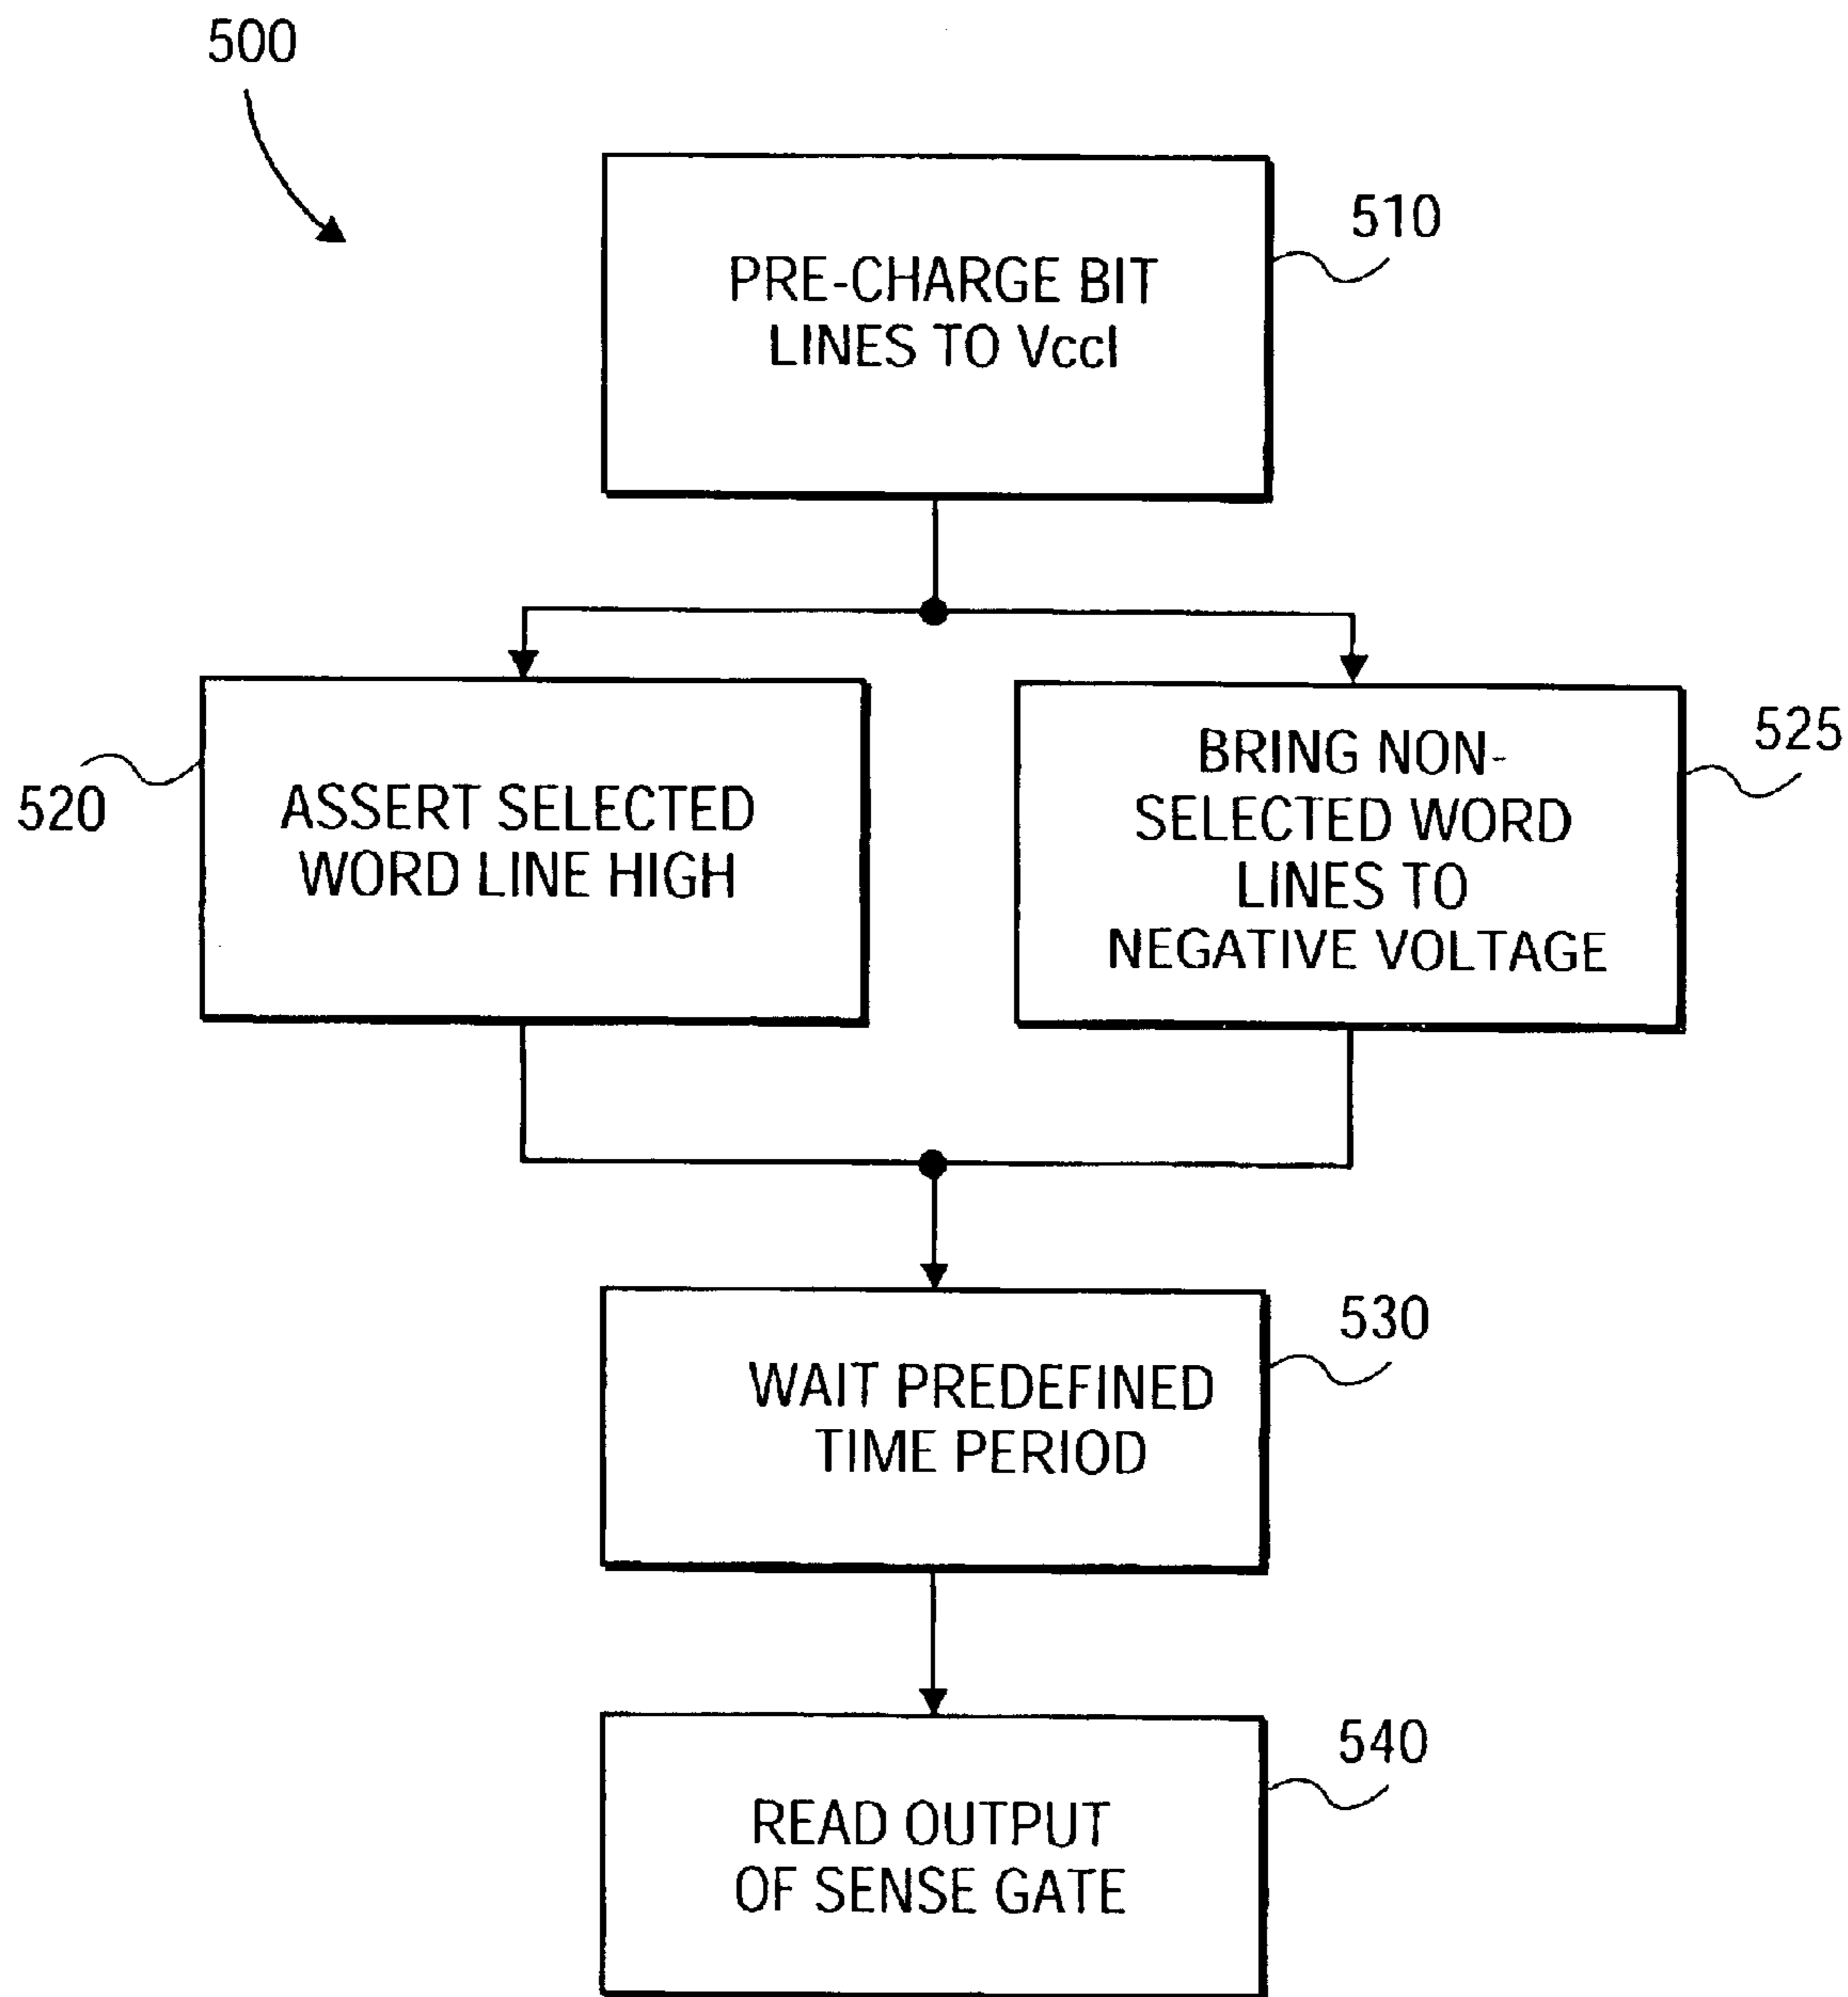 500
510
PRE-CHARGE BIT
LINES TO Vccl
520
ASSERT SELECTED
WORD LINE HIGH
525
BRING NON-
SELECTED WORD
LINES TO
NEGATIVE VOLTAGE
530
WAIT PREDEFINED
TIME PERIOD
540
READ OUTPUT
OF SENSE GATE